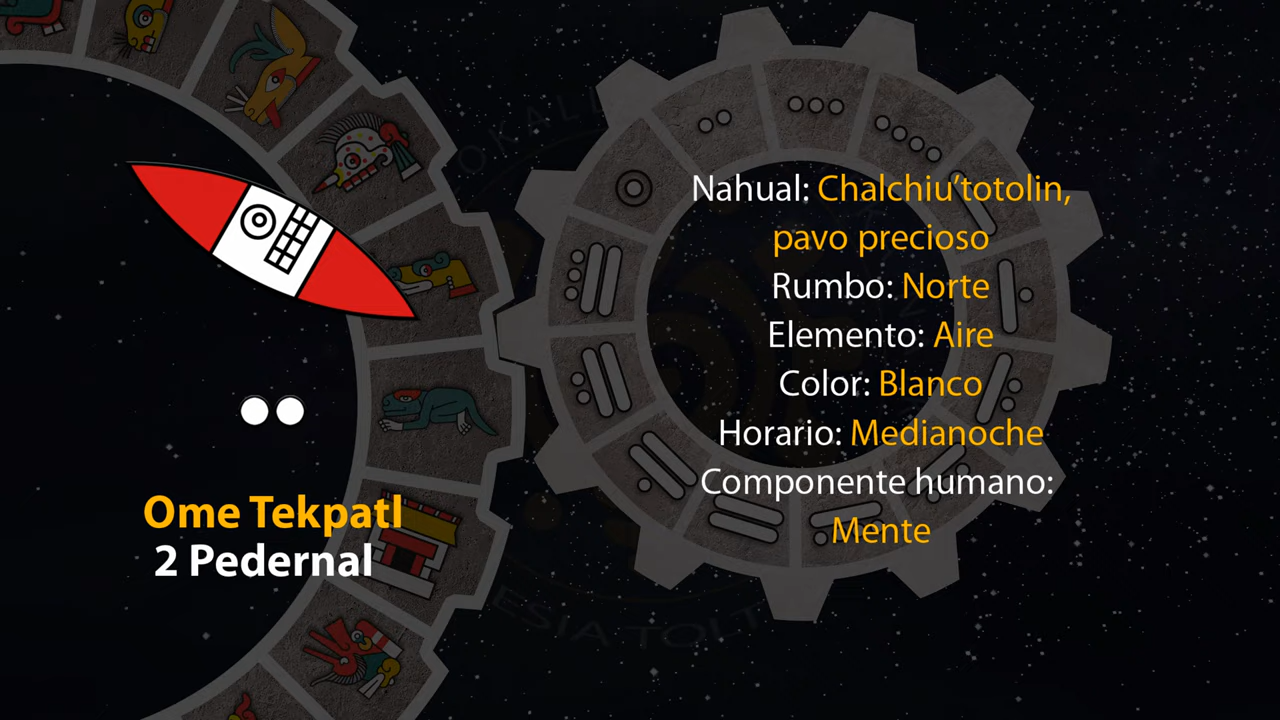 Nahual: Chalchiu’totolin,
pavo precioso
Rumbo: Norte
Elemento: Aire
Color: Blanco
Horario: Medianoche
Componente humano:
Mente
Ome Tekpatl
2 Pedernal